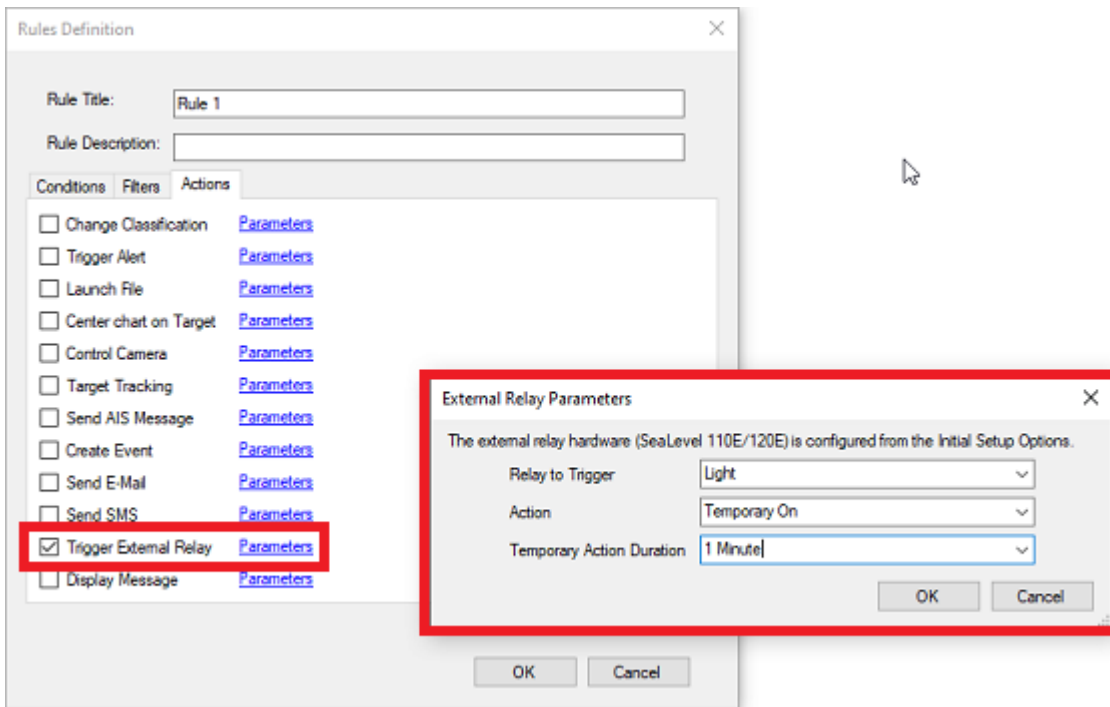 Rules Definition
Rule Title: Rule 1
Rule Description:
Conditions Filters Actions
Change Classification Parameters
Trigger Alert Parameters
Launch File Parameters
Center chart on Target Parameters
Control Camera Parameters
Target Tracking Parameters
Send AIS Message Parameters
Create Event Parameters
Send E-Mail Parameters
Send SMS Parameters
Trigger External Relay Parameters
Display Message Parameters
OK Cancel
External Relay Parameters
The external relay hardware (SeaLevel 110E/120E) is configured from the Initial Setup Options.
Relay to Trigger Light
Action Temporary On
Temporary Action Duration 1 Minute
OK Cancel